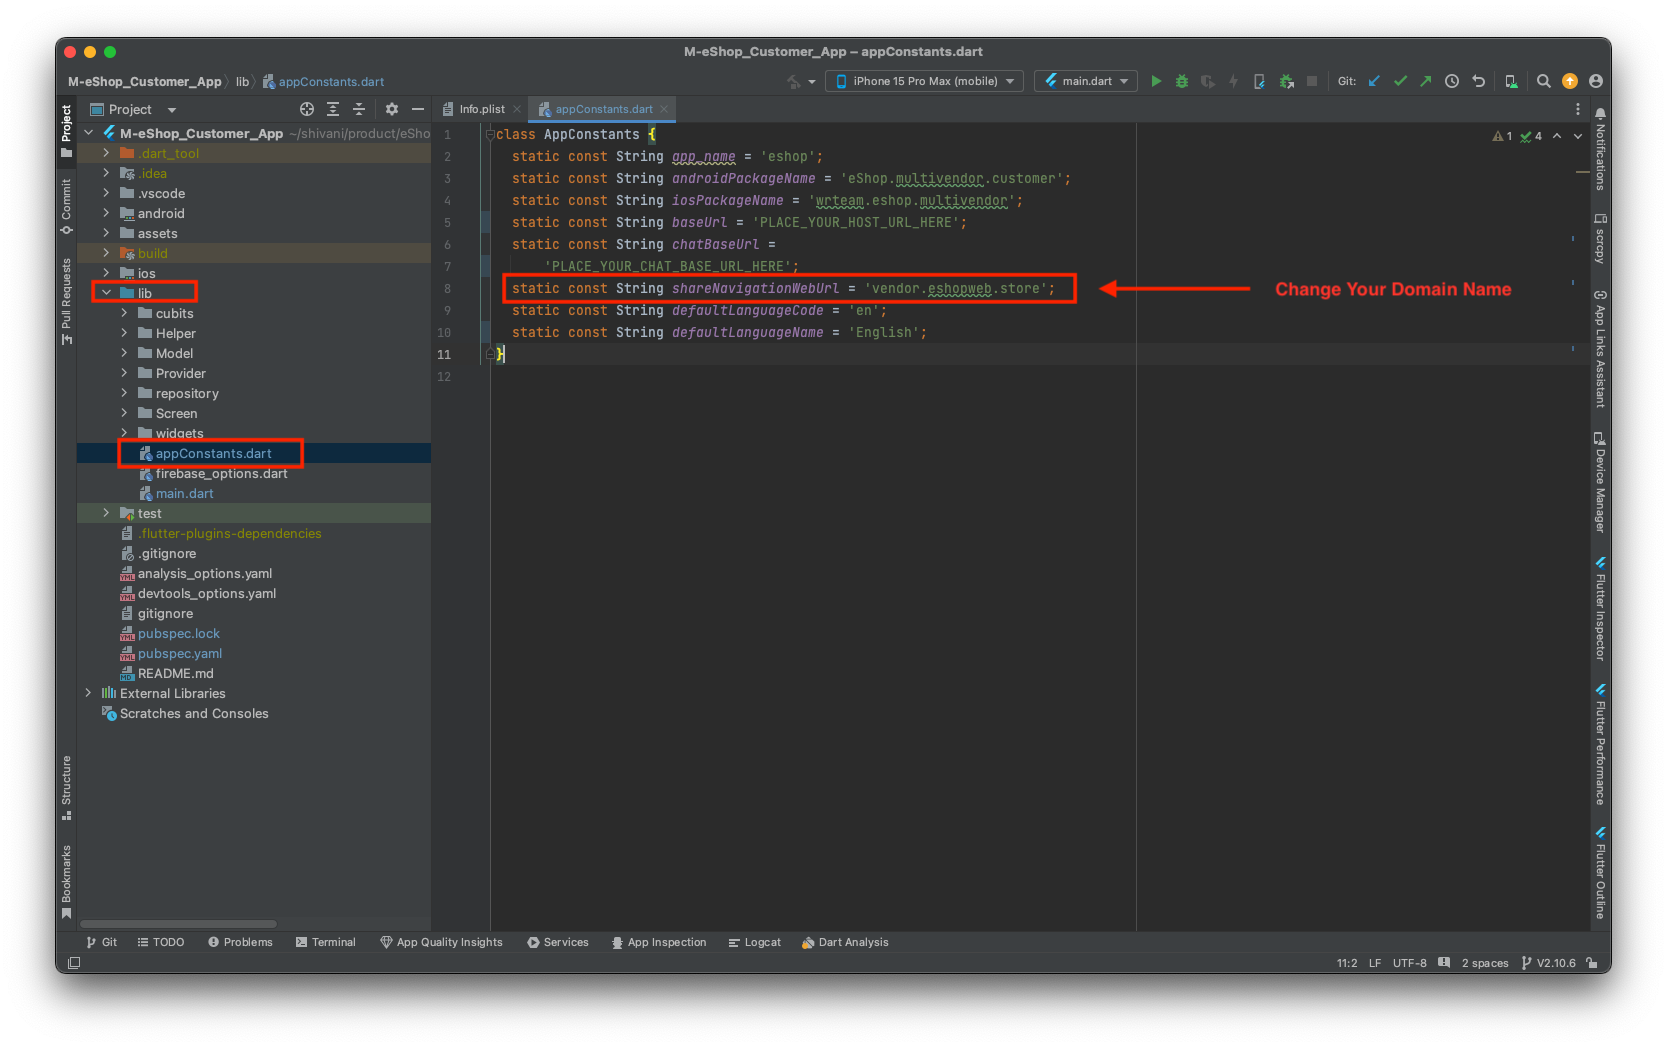 M-eShop_Customer_App – appConstants.dart
M-eShop_Customer_App lib appConstants.dart
iPhone 15 Pro Max (mobile)
main.dart
Git:
Project
Info.plist
appConstants.dart
M-eShop_Customer_App ~/shivani/product/eSho
.dart_tool
.idea
.vscode
android
assets
build
ios
lib
cubits
Helper
Model
Provider
repository
Screen
widgets
appConstants.dart
firebase_options.dart
main.dart
test
.flutter-plugins-dependencies
.gitignore
analysis_options.yaml
devtools_options.yaml
gitignore
pubspec.lock
pubspec.yaml
README.md
External Libraries
Scratches and Consoles
1 class AppConstants {
2 static const String app_name = 'eshop';
3 static const String androidPackageName = 'eShop.multivendor.customer';
4 static const String iosPackageName = 'wrteam.eshop.multivendor';
5 static const String baseUrl = 'PLACE_YOUR_HOST_URL_HERE';
6 static const String chatBaseUrl =
7 'PLACE_YOUR_CHAT_BASE_URL_HERE';
8 static const String shareNavigationWebUrl = 'vendor.eshopweb.store';
9 static const String defaultLanguageCode = 'en';
10 static const String defaultLanguageName = 'English';
11 }
12
1 4
Change Your Domain Name
Project
Commit
Pull Requests
Structure
Bookmarks
Notifications
scrcpy
App Links Assistant
Device Manager
Flutter Inspector
Flutter Performance
Flutter Outline
Git TODO Problems Terminal App Quality Insights Services App Inspection Logcat Dart Analysis
11:2 LF UTF-8 2 spaces V2.10.6